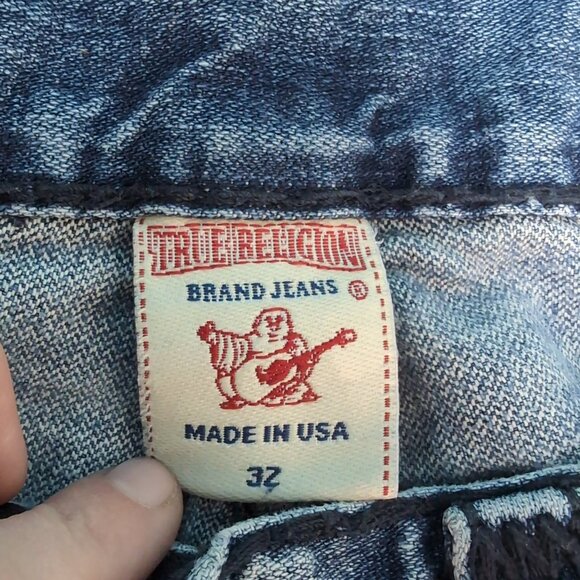 TRUE RELIGION
BRAND JEANS ®
MADE IN USA
32